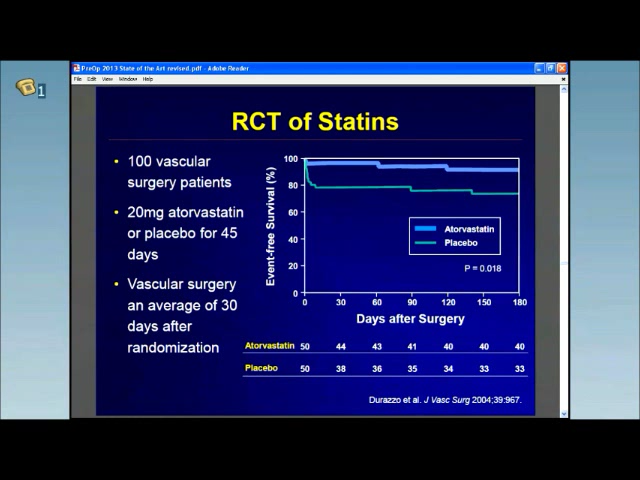 PreOp 2013 State of the Art revised.pdf - Adobe Reader
File Edit View Window Help
1
RCT of Statins
• 100 vascular
surgery patients
• 20mg atorvastatin
or placebo for 45
days
• Vascular surgery
an average of 30
days after
randomization
Event-free Survival (%)
100
80
60
40
20
0
Atorvastatin
Placebo
P = 0.018
0 30 60 90 120 150 180
Days after Surgery
Atorvastatin 50 44 43 41 40 40 40
Placebo 50 38 36 35 34 33 33
Durazzo et al. J Vasc Surg 2004;39:967.